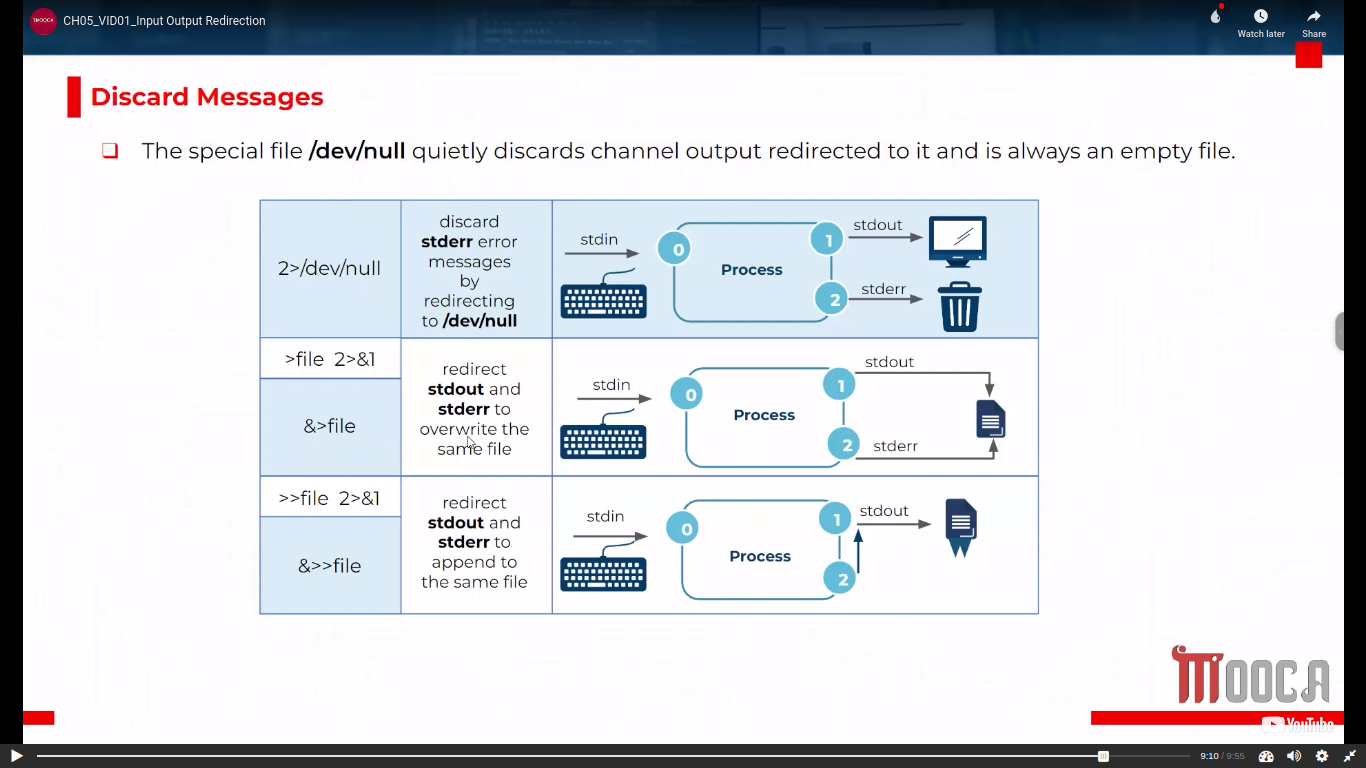 TMOOCA
CH05_VID01_Input Output Redirection
Watch later
Share
Discard Messages
The special file /dev/null quietly discards channel output redirected to it and is always an empty file.
2>/dev/null
discard
stderr error
messages
by
redirecting
to /dev/null
stdin
0
Process
1
2
stdout
stderr
>file 2>&1
&>file
redirect
stdout and
stderr to
overwrite the
same file
stdin
0
Process
1
2
stdout
stderr
>>file 2>&1
&>>file
redirect
stdout and
stderr to
append to
the same file
stdin
0
Process
1
2
stdout
TMOOCA
YouTube
9:10 / 9:55